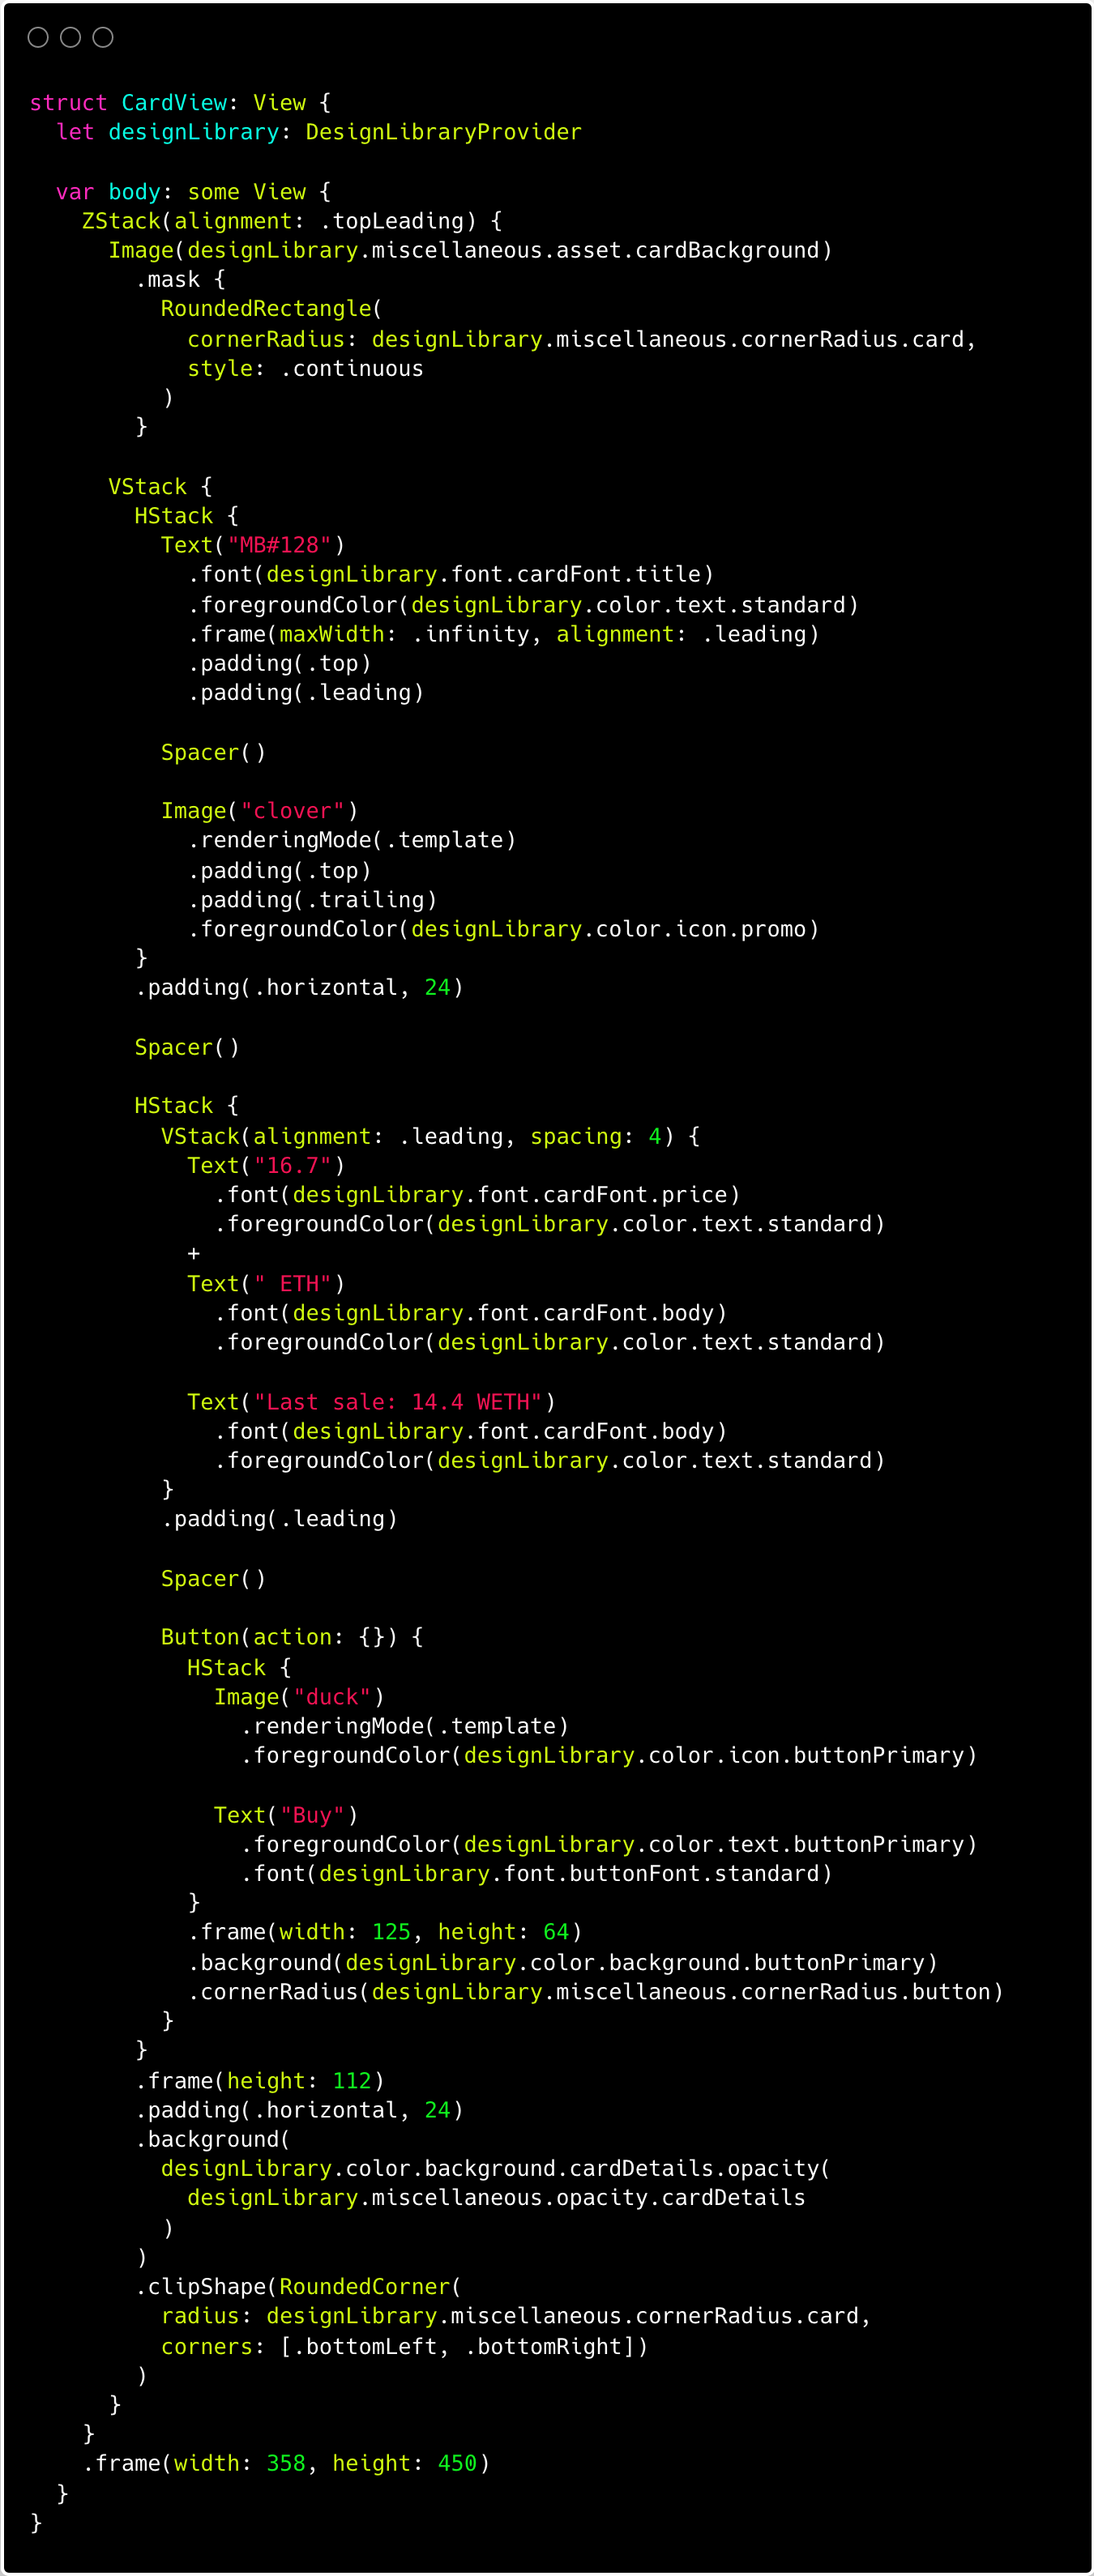 struct CardView: View {
  let designLibrary: DesignLibraryProvider

  var body: some View {
    ZStack(alignment: .topLeading) {
      Image(designLibrary.miscellaneous.asset.cardBackground)
        .mask {
          RoundedRectangle(
            cornerRadius: designLibrary.miscellaneous.cornerRadius.card,
            style: .continuous
          )
        }

      VStack {
        HStack {
          Text("MB#128")
            .font(designLibrary.font.cardFont.title)
            .foregroundColor(designLibrary.color.text.standard)
            .frame(maxWidth: .infinity, alignment: .leading)
            .padding(.top)
            .padding(.leading)

          Spacer()

          Image("clover")
            .renderingMode(.template)
            .padding(.top)
            .padding(.trailing)
            .foregroundColor(designLibrary.color.icon.promo)
        }
        .padding(.horizontal, 24)

        Spacer()

        HStack {
          VStack(alignment: .leading, spacing: 4) {
            Text("16.7")
              .font(designLibrary.font.cardFont.price)
              .foregroundColor(designLibrary.color.text.standard)
            +
            Text(" ETH")
              .font(designLibrary.font.cardFont.body)
              .foregroundColor(designLibrary.color.text.standard)

            Text("Last sale: 14.4 WETH")
              .font(designLibrary.font.cardFont.body)
              .foregroundColor(designLibrary.color.text.standard)
          }
          .padding(.leading)

          Spacer()

          Button(action: {}) {
            HStack {
              Image("duck")
                .renderingMode(.template)
                .foregroundColor(designLibrary.color.icon.buttonPrimary)

              Text("Buy")
                .foregroundColor(designLibrary.color.text.buttonPrimary)
                .font(designLibrary.font.buttonFont.standard)
            }
            .frame(width: 125, height: 64)
            .background(designLibrary.color.background.buttonPrimary)
            .cornerRadius(designLibrary.miscellaneous.cornerRadius.button)
          }
        }
        .frame(height: 112)
        .padding(.horizontal, 24)
        .background(
          designLibrary.color.background.cardDetails.opacity(
            designLibrary.miscellaneous.opacity.cardDetails
          )
        )
        .clipShape(RoundedCorner(
          radius: designLibrary.miscellaneous.cornerRadius.card,
          corners: [.bottomLeft, .bottomRight])
        )
      }
    }
    .frame(width: 358, height: 450)
  }
}